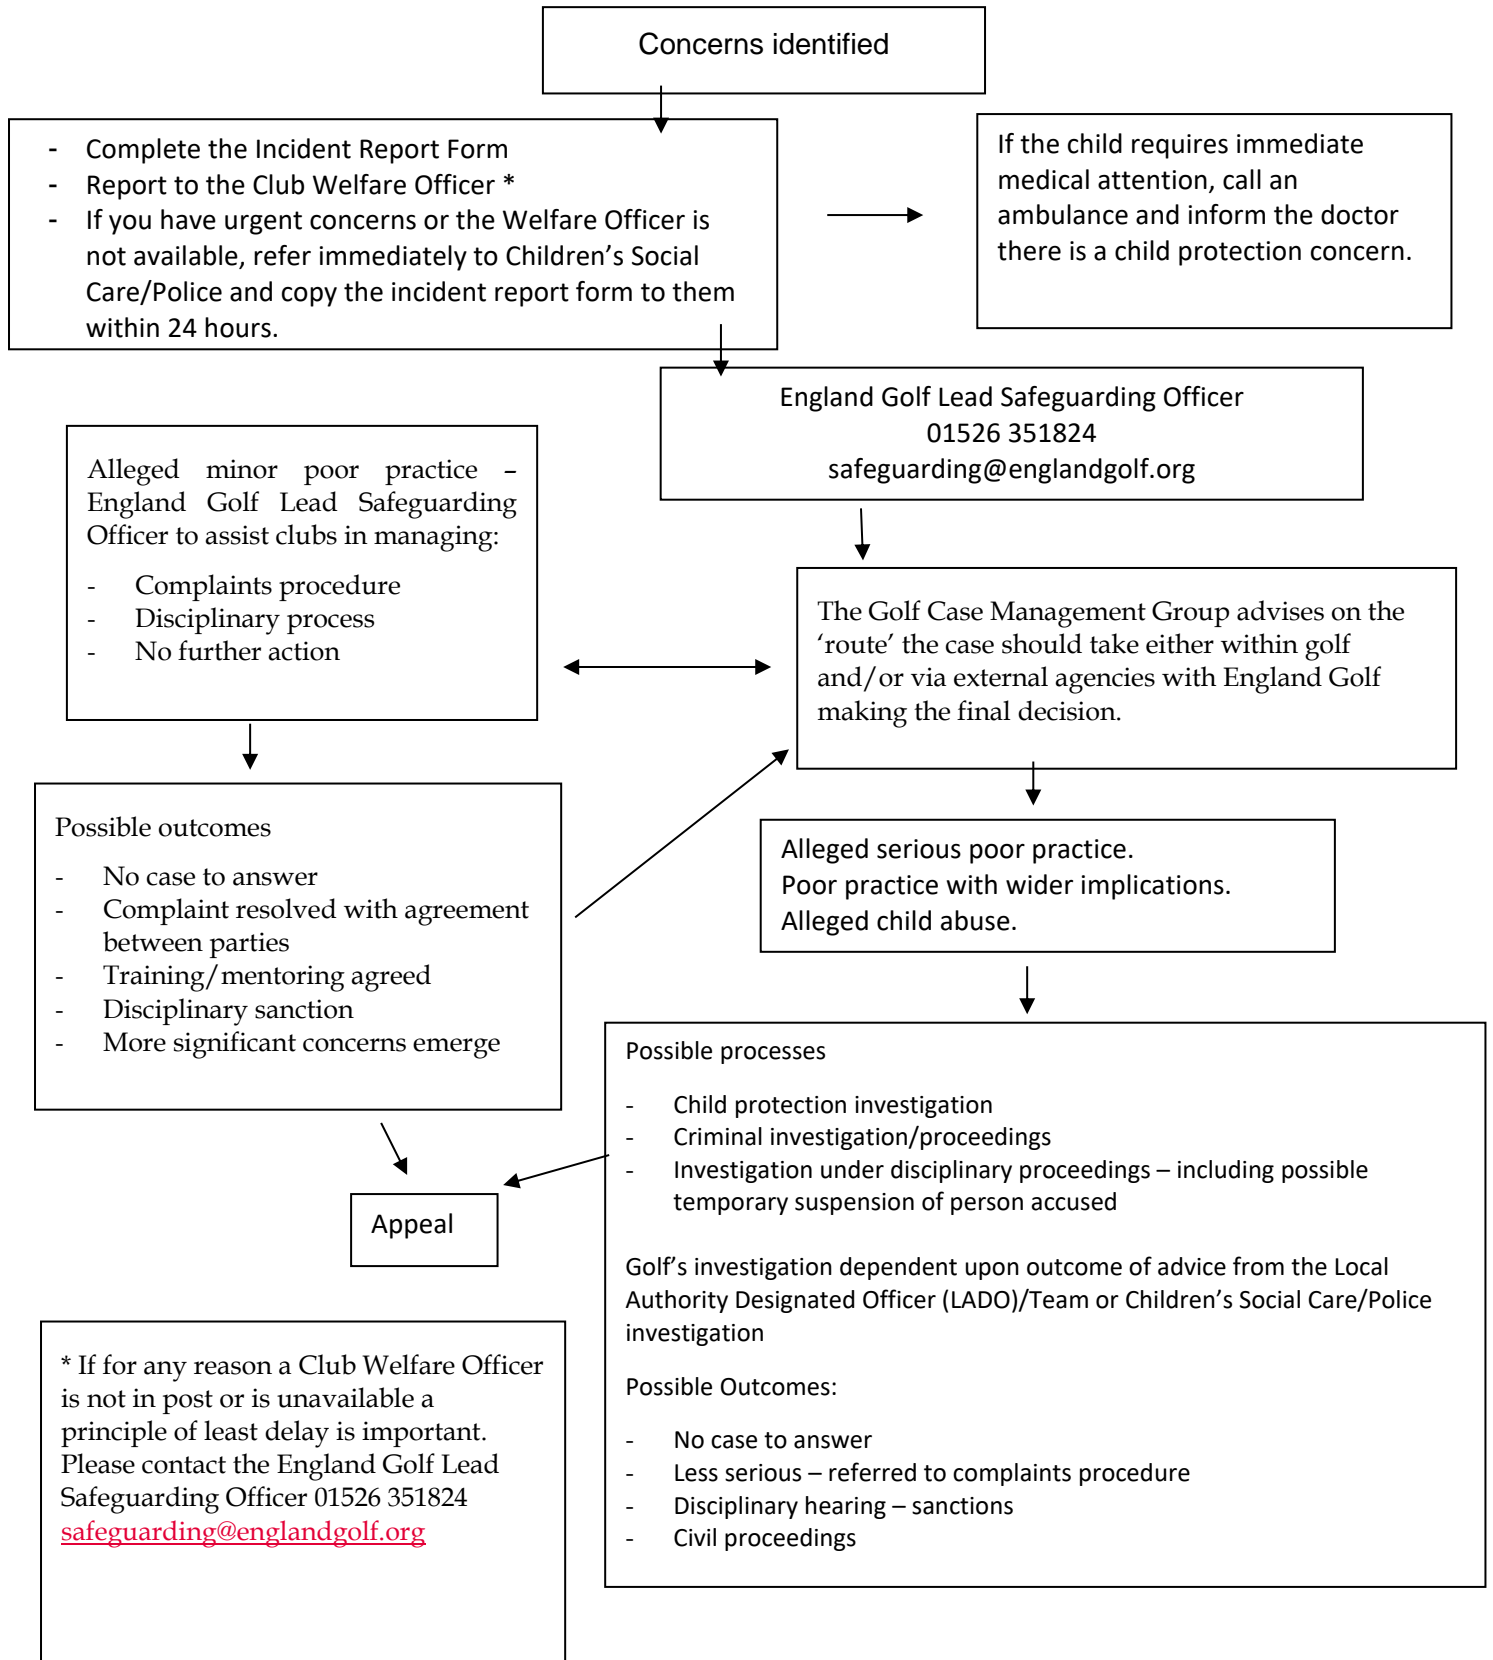 Concerns identified
- Complete the Incident Report Form
- Report to the Club Welfare Officer *
- If you have urgent concerns or the Welfare Officer is
not available, refer immediately to Children’s Social
Care/Police and copy the incident report form to them
within 24 hours.
If the child requires immediate
medical attention, call an
ambulance and inform the doctor
there is a child protection concern.
England Golf Lead Safeguarding Officer
01526 351824
safeguarding@englandgolf.org
Alleged minor poor practice –
England Golf Lead Safeguarding
Officer to assist clubs in managing:
- Complaints procedure
- Disciplinary process
- No further action
The Golf Case Management Group advises on the
‘route’ the case should take either within golf
and/or via external agencies with England Golf
making the final decision.
Possible outcomes
- No case to answer
- Complaint resolved with agreement
between parties
- Training/mentoring agreed
- Disciplinary sanction
- More significant concerns emerge
Alleged serious poor practice.
Poor practice with wider implications.
Alleged child abuse.
Possible processes
- Child protection investigation
- Criminal investigation/proceedings
- Investigation under disciplinary proceedings – including possible
temporary suspension of person accused
Golf’s investigation dependent upon outcome of advice from the Local
Authority Designated Officer (LADO)/Team or Children’s Social Care/Police
investigation
Possible Outcomes:
- No case to answer
- Less serious – referred to complaints procedure
- Disciplinary hearing – sanctions
- Civil proceedings
Appeal
* If for any reason a Club Welfare Officer
is not in post or is unavailable a
principle of least delay is important.
Please contact the England Golf Lead
Safeguarding Officer 01526 351824
safeguarding@englandgolf.org